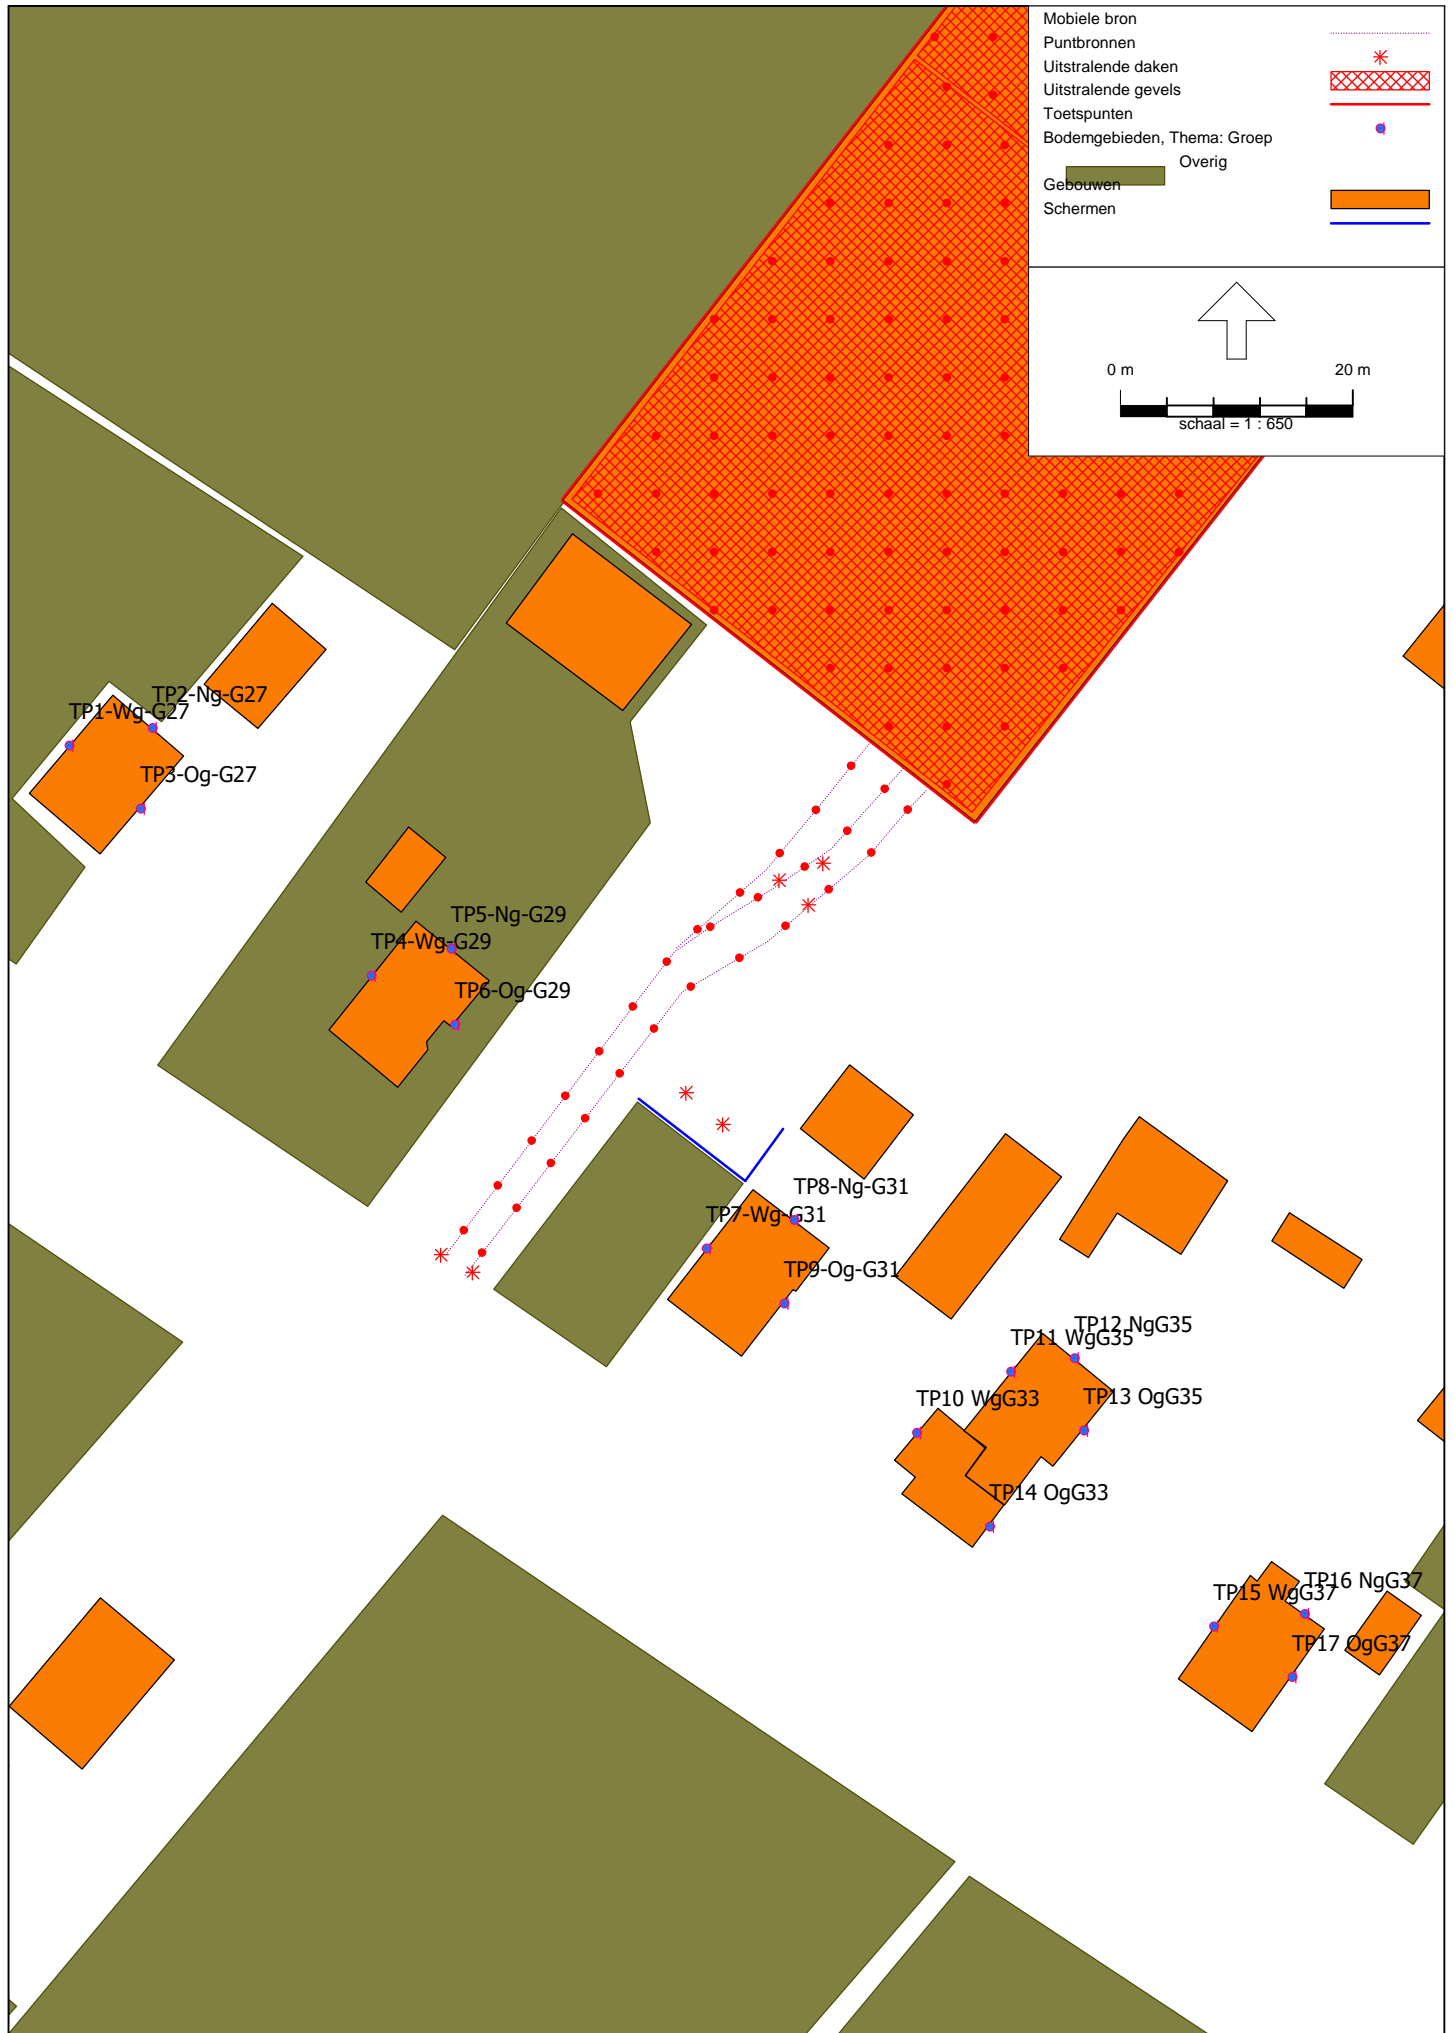 Mobiele bron
Puntbronnen
Uitstralende daken
Uitstralende gevels
Toetspunten
Bodemgebieden, Thema: Groep
Overig
Gebouwen
Schermen
0 m 20 m
schaal = 1 : 650
TP2-Ng-G27
TP1-Wg-G27
TP3-Og-G27
TP5-Ng-G29
TP4-Wg-G29
TP6-Og-G29
TP8-Ng-G31
TP7-Wg-G31
TP9-Og-G31
TP12 NgG35
TP11 WgG35
TP10 WgG33
TP13 OgG35
TP14 OgG33
TP16 NgG37
TP15 WgG37
TP17 OgG37